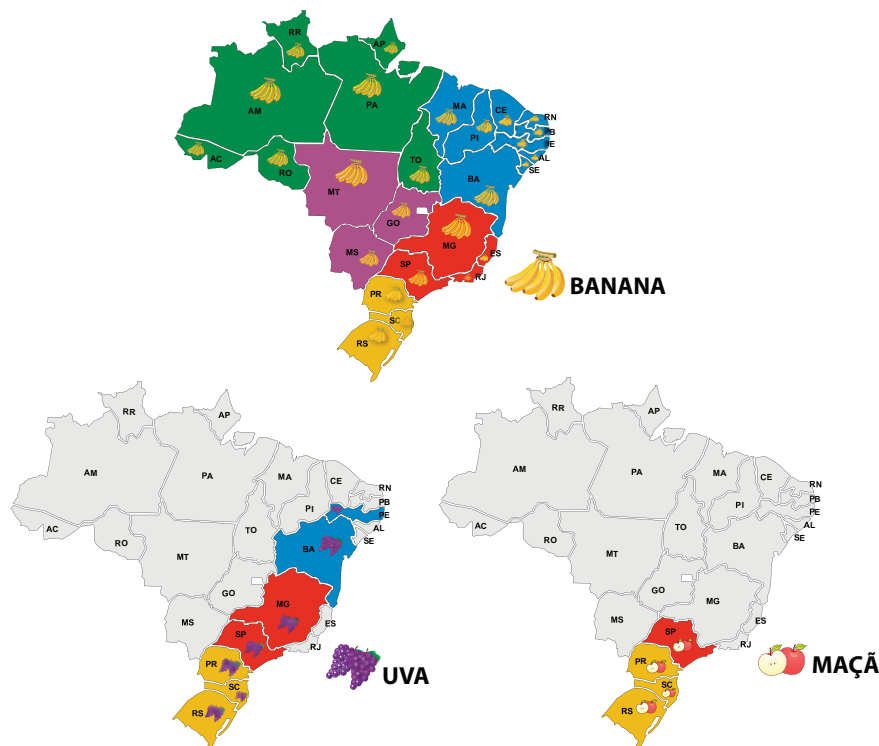 RR
AP
AM
PA
MA
CE
RN
PB
PE
AL
SE
PI
AC
RO
TO
BA
MT
GO
MG
ES
MS
SP
RJ
PR
SC
RS
BANANA
RR
AP
AM
PA
MA
CE
RN
PB
PE
AL
SE
PI
AC
RO
TO
BA
MT
GO
MG
ES
MS
SP
RJ
PR
SC
RS
UVA
RR
AP
AM
PA
MA
CE
RN
PB
PE
AL
SE
PI
AC
RO
TO
BA
MT
GO
MG
ES
MS
SP
RJ
PR
SC
RS
MAÇÃ